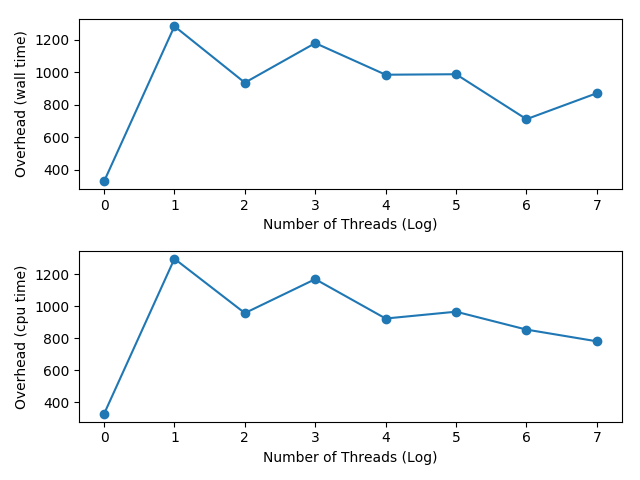 Overhead (wall time)
1200
1000
800
600
400
0 1 2 3 4 5 6 7
Number of Threads (Log)
Overhead (cpu time)
1200
1000
800
600
400
0 1 2 3 4 5 6 7
Number of Threads (Log)